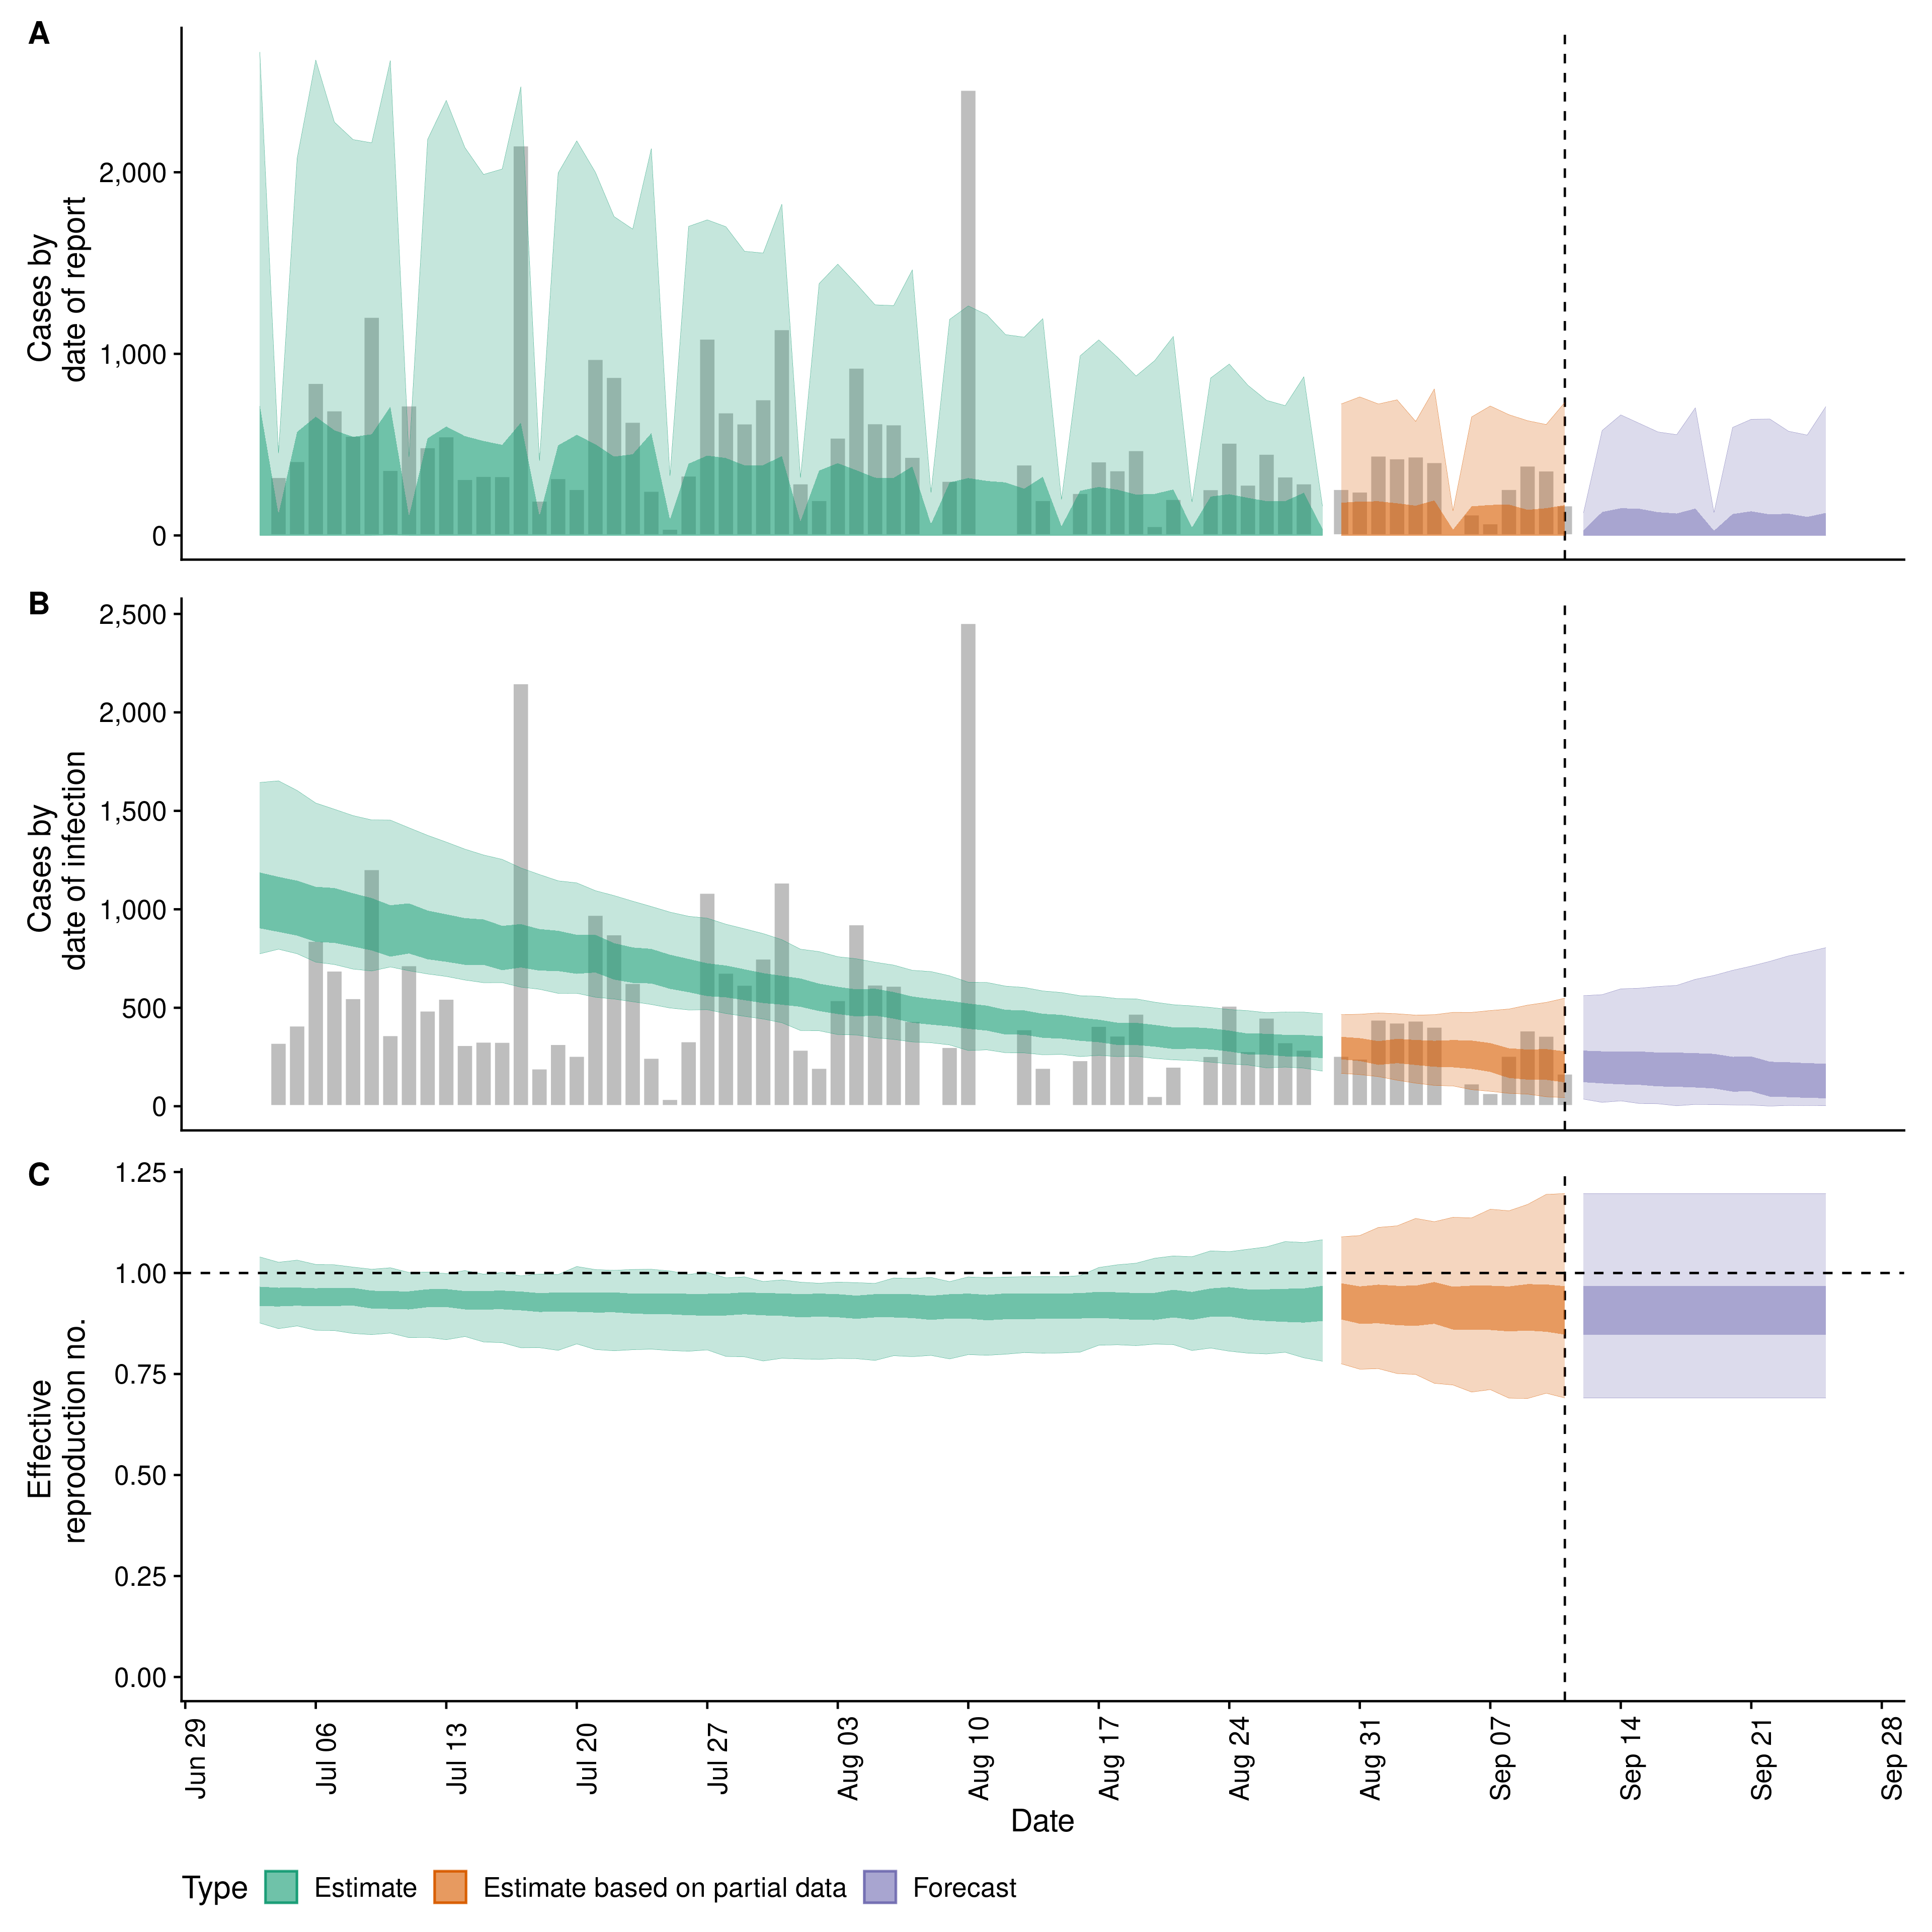 A
Cases by
date of report
2,000
1,000
0
B
Cases by
date of infection
2,500
2,000
1,500
1,000
500
0
C
Effective
reproduction no.
1.25
1.00
0.75
0.50
0.25
0.00
Jun 29
Jul 06
Jul 13
Jul 20
Jul 27
Aug 03
Aug 10
Aug 17
Aug 24
Aug 31
Sep 07
Sep 14
Sep 21
Sep 28
Date
Type Estimate Estimate based on partial data Forecast